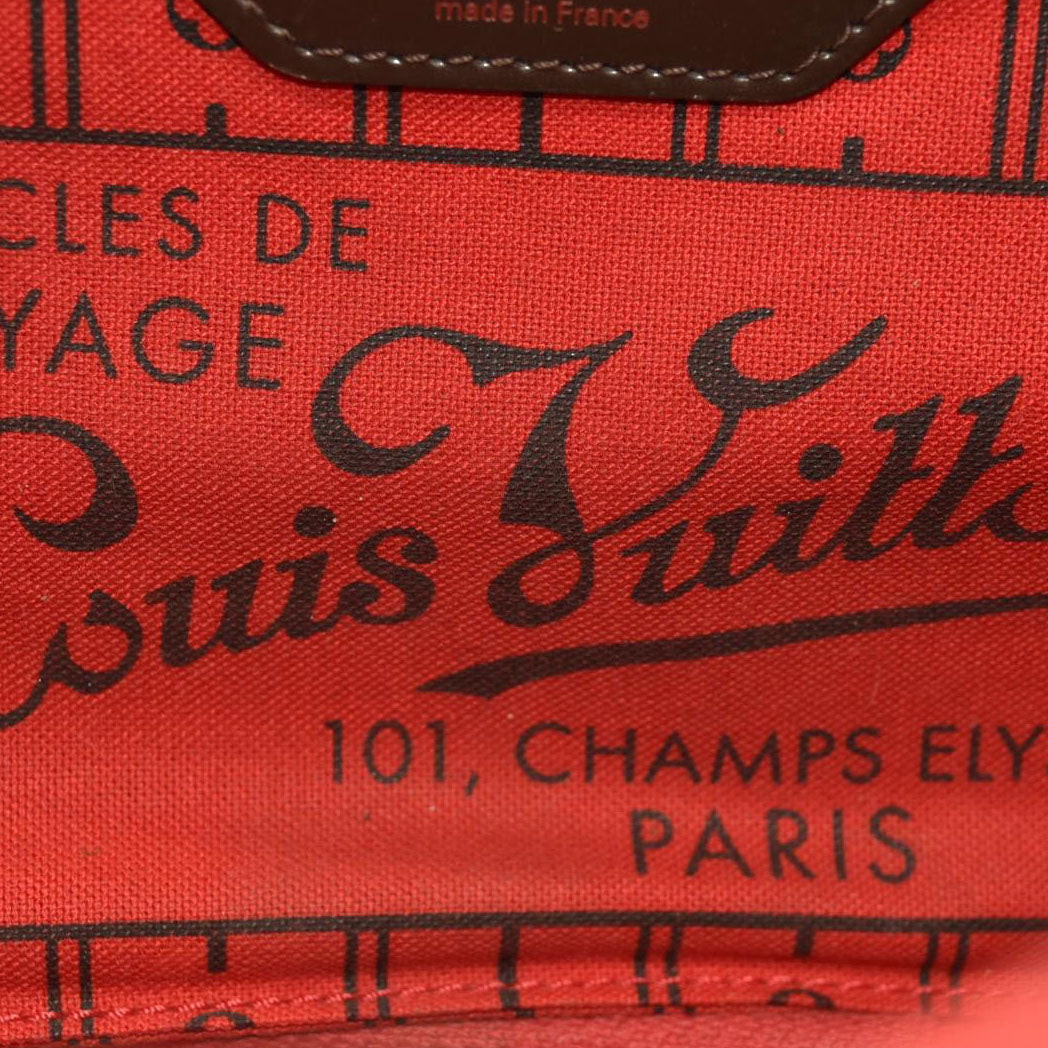 made in France
CLES DE
YAGE
Louis Vuitto
101, CHAMPS ELY
PARIS